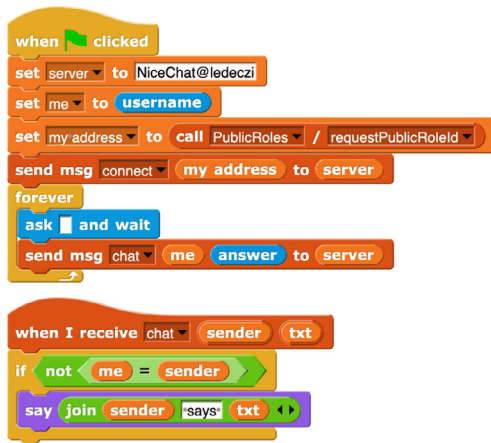 when clicked
set server to NiceChat@ledeczi
set me to username
set my address to call PublicRoles / requestPublicRoleId
send msg connect my address to server
forever
ask and wait
send msg chat me answer to server
when I receive chat sender txt
if not me = sender
say join sender says txt